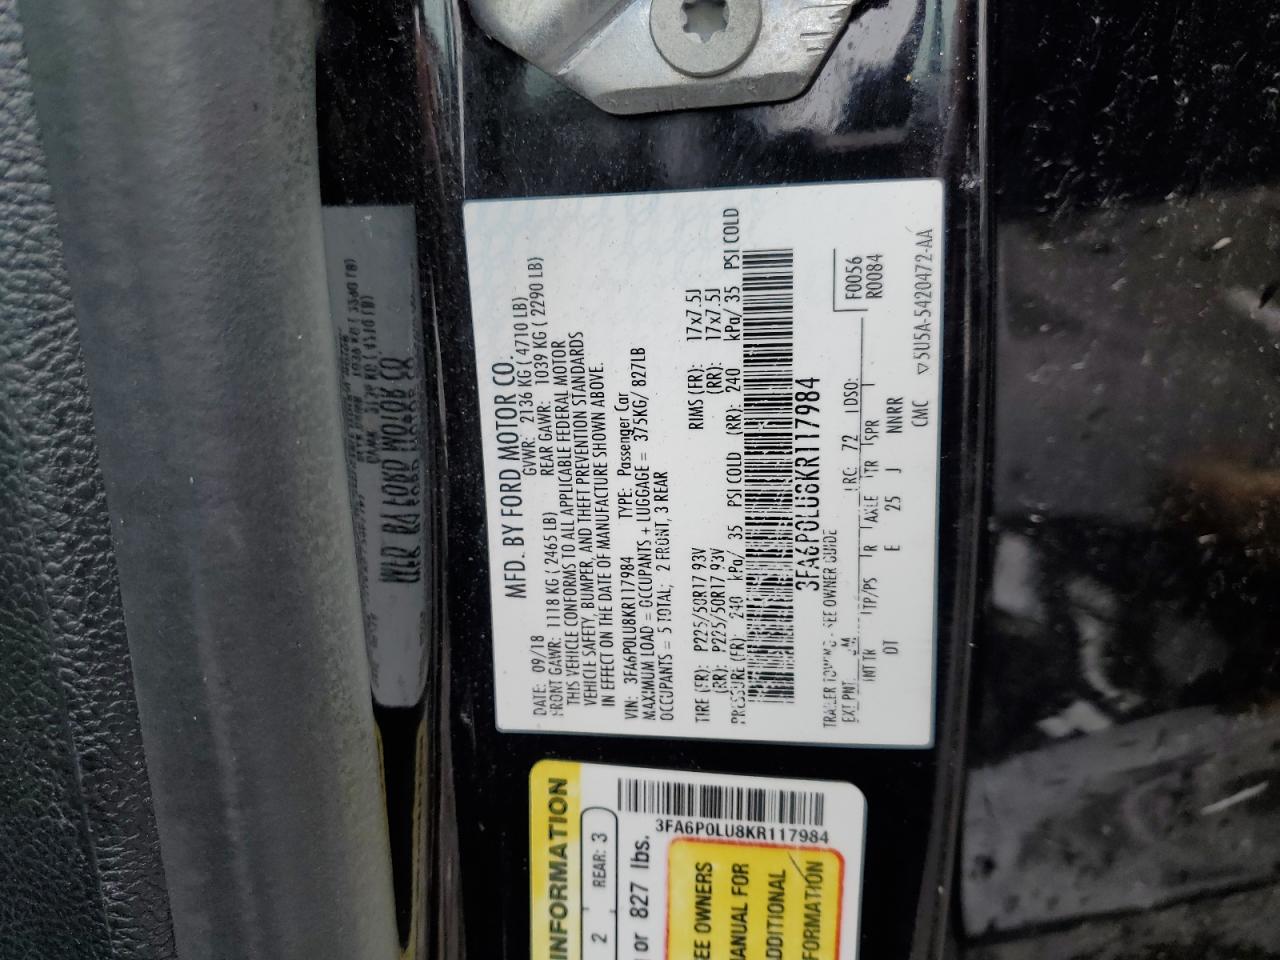 MFD. BY FORD MOTOR CO.
DATE: 09/18 GVWR: 2136 KG ( 4710 LB)
FRONT GAWR: 1118 KG ( 2465 LB) REAR GAWR: 1039 KG ( 2290 LB)
THIS VEHICLE CONFORMS TO ALL APPLICABLE FEDERAL MOTOR
VEHICLE SAFETY, BUMPER, AND THEFT PREVENTION STANDARDS
IN EFFECT ON THE DATE OF MANUFACTURE SHOWN ABOVE.
VIN: 3FA6P0LU8KR117984 TYPE: Passenger Car
MAXIMUM LOAD = OCCUPANTS + LUGGAGE = 375KG/ 827LB
OCCUPANTS = 5 TOTAL; 2 FRONT, 3 REAR
TIRE (FR): P225/50R17 93V RIMS (FR): 17x7.5J
(RR): P225/50R17 93V (RR): 17x7.5J
PRESSURE (FR): 240 kPa/ 35 PSI COLD (RR): 240 kPa/ 35 PSI COLD
3FA6P0LU8KR117984
F0056
R0084
TRAILER TOWING - SEE OWNER GUIDE
EXT PNT: RC: 72 DSO:
INT TK TP/PS R AXLE TR SPR
DT E 25 J NNRR
CMC ▽5U5A-5420472-AA
INFORMATION
2 REAR: 3
or 827 lbs.
3FA6P0LU8KR117984
EE OWNERS
ANUAL FOR
ADDITIONAL
FORMATION